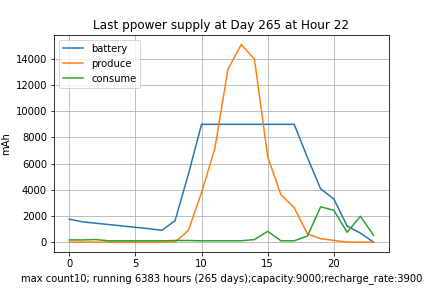 Last ppower supply at Day 265 at Hour 22
battery
produce
consume
14000
12000
10000
8000
6000
4000
2000
0
mAh
0 5 10 15 20
max count10; running 6383 hours (265 days);capacity:9000;recharge_rate:3900